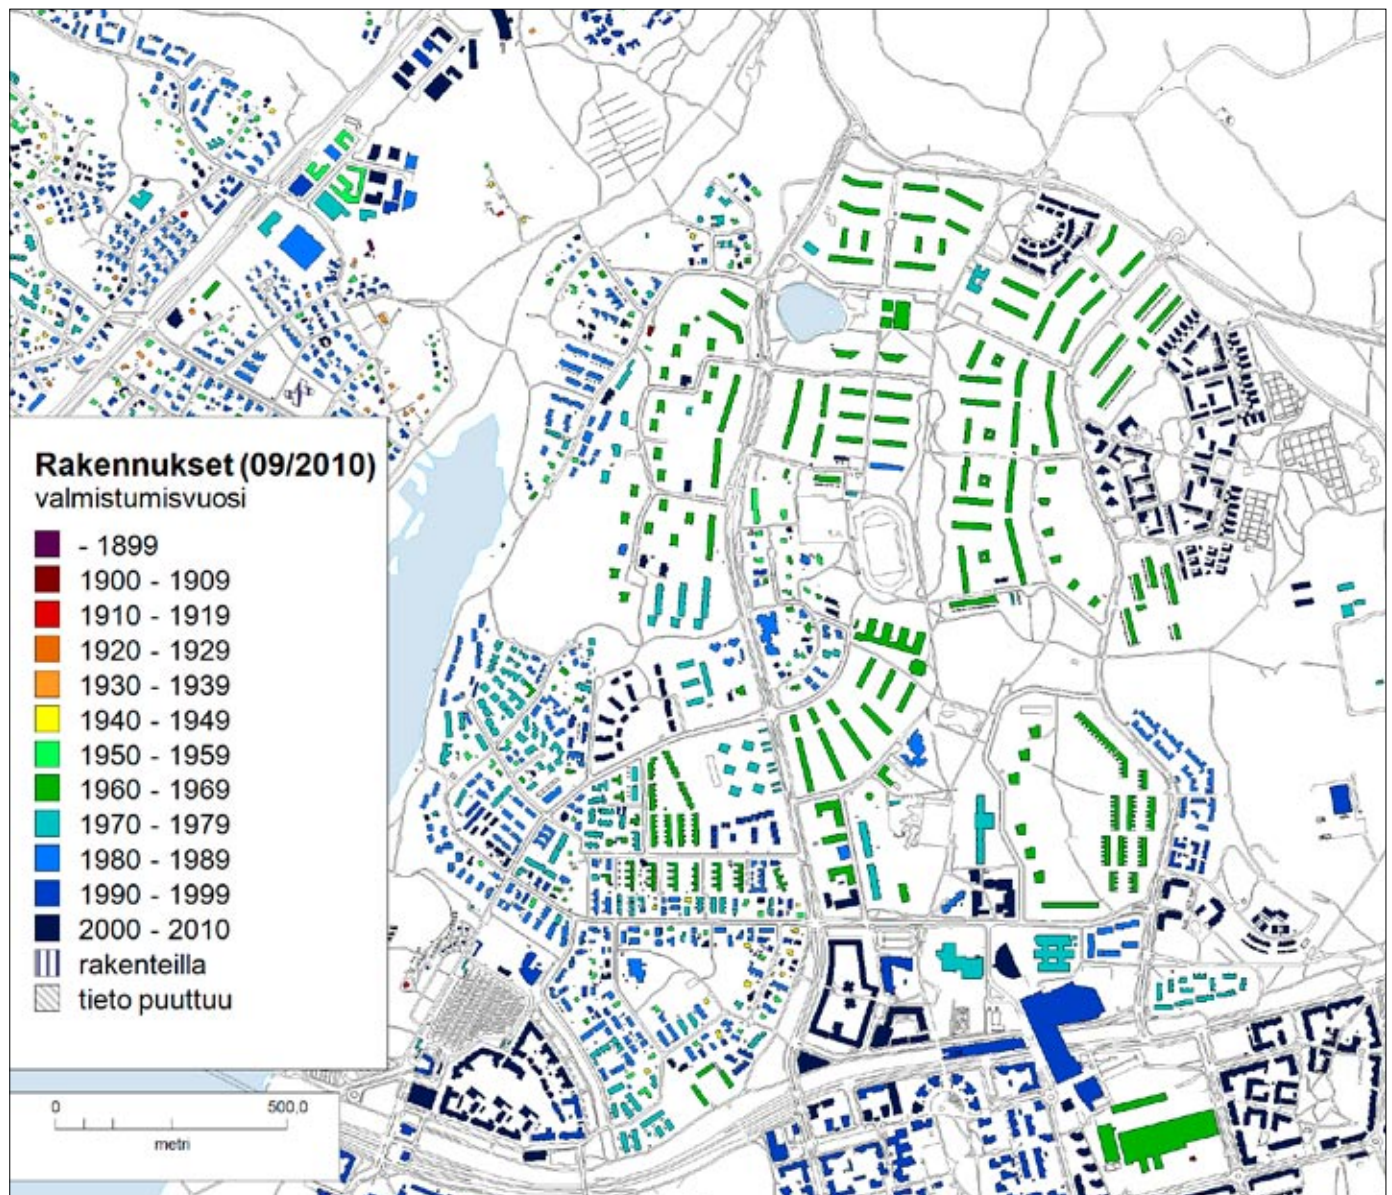 Rakennukset (09/2010)
valmistumisvuosi
- 1899
1900 - 1909
1910 - 1919
1920 - 1929
1930 - 1939
1940 - 1949
1950 - 1959
1960 - 1969
1970 - 1979
1980 - 1989
1990 - 1999
2000 - 2010
rakenteilla
tieto puuttuu
0 500,0
metri